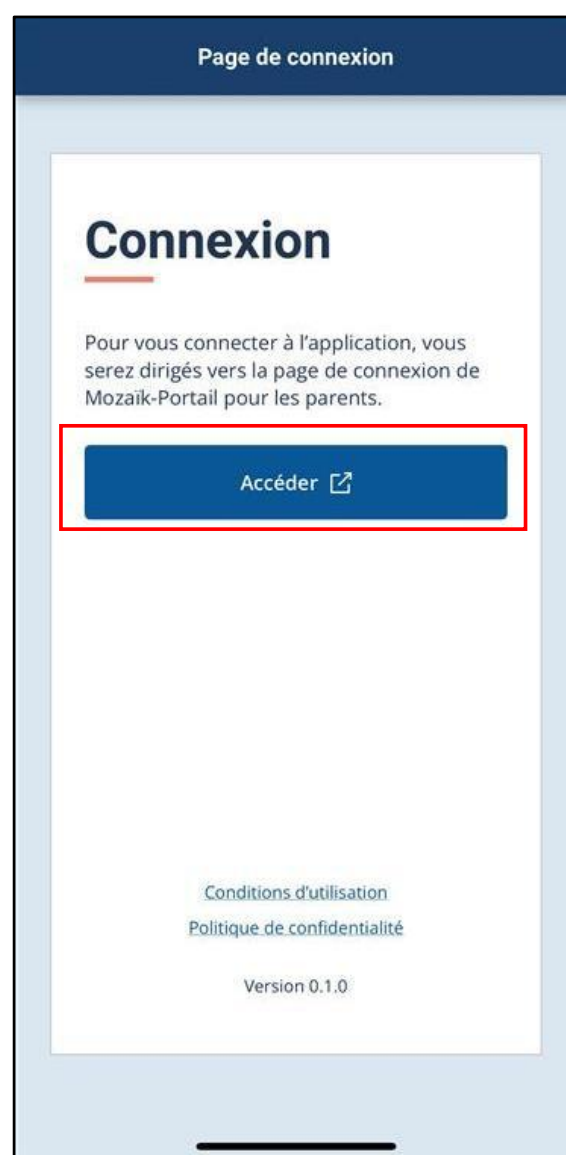 Page de connexion
Connexion
Pour vous connecter à l’application, vous
serez dirigés vers la page de connexion de
Mozaïk-Portail pour les parents.
Accéder
Conditions d'utilisation
Politique de confidentialité
Version 0.1.0